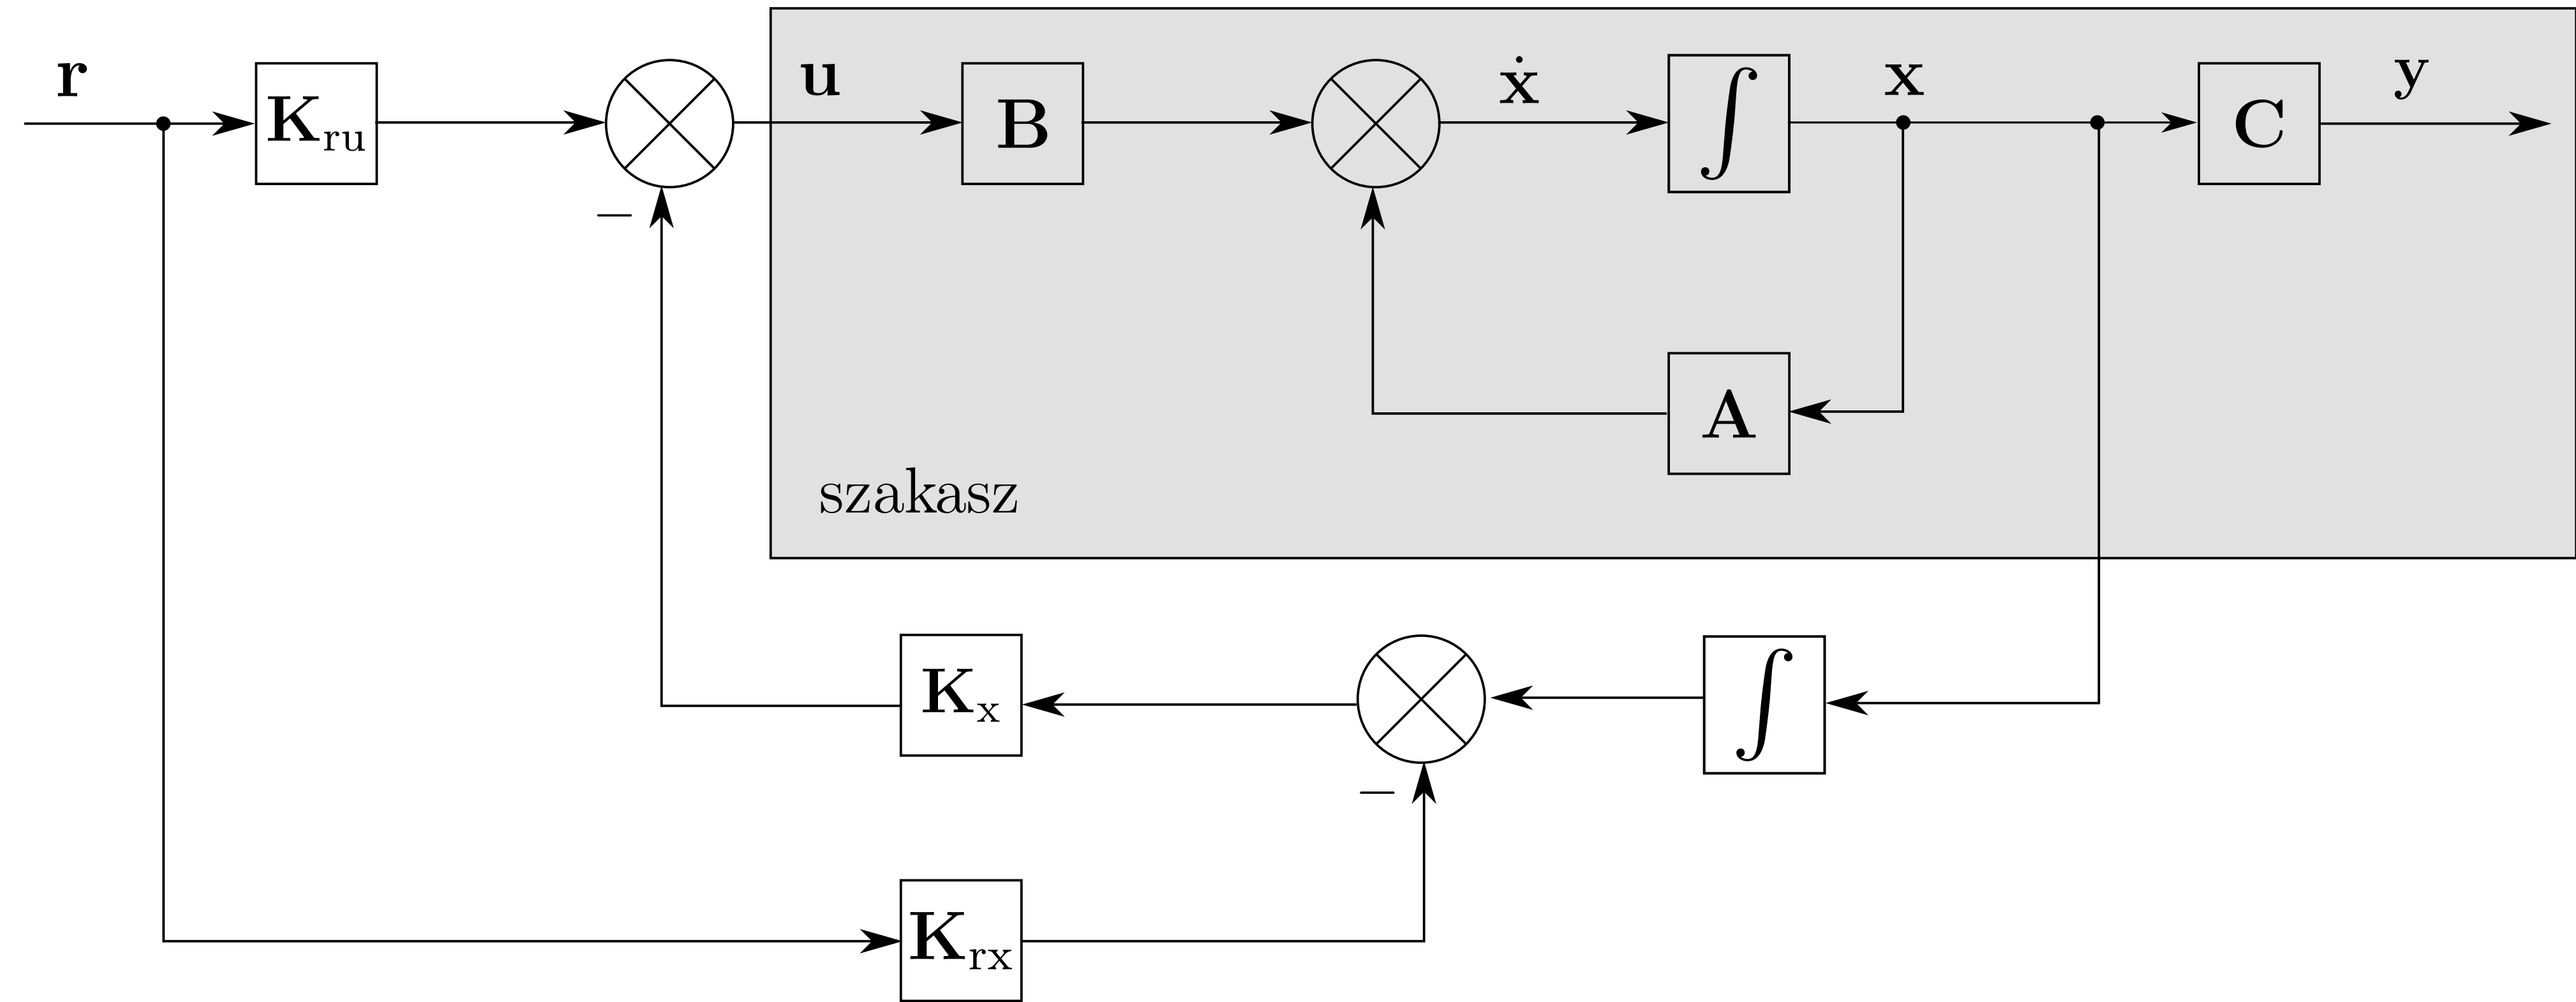 r
K_ru
u
B
ẋ
∫
x
C
y
−
A
szakasz
K_x
∫
−
K_rx